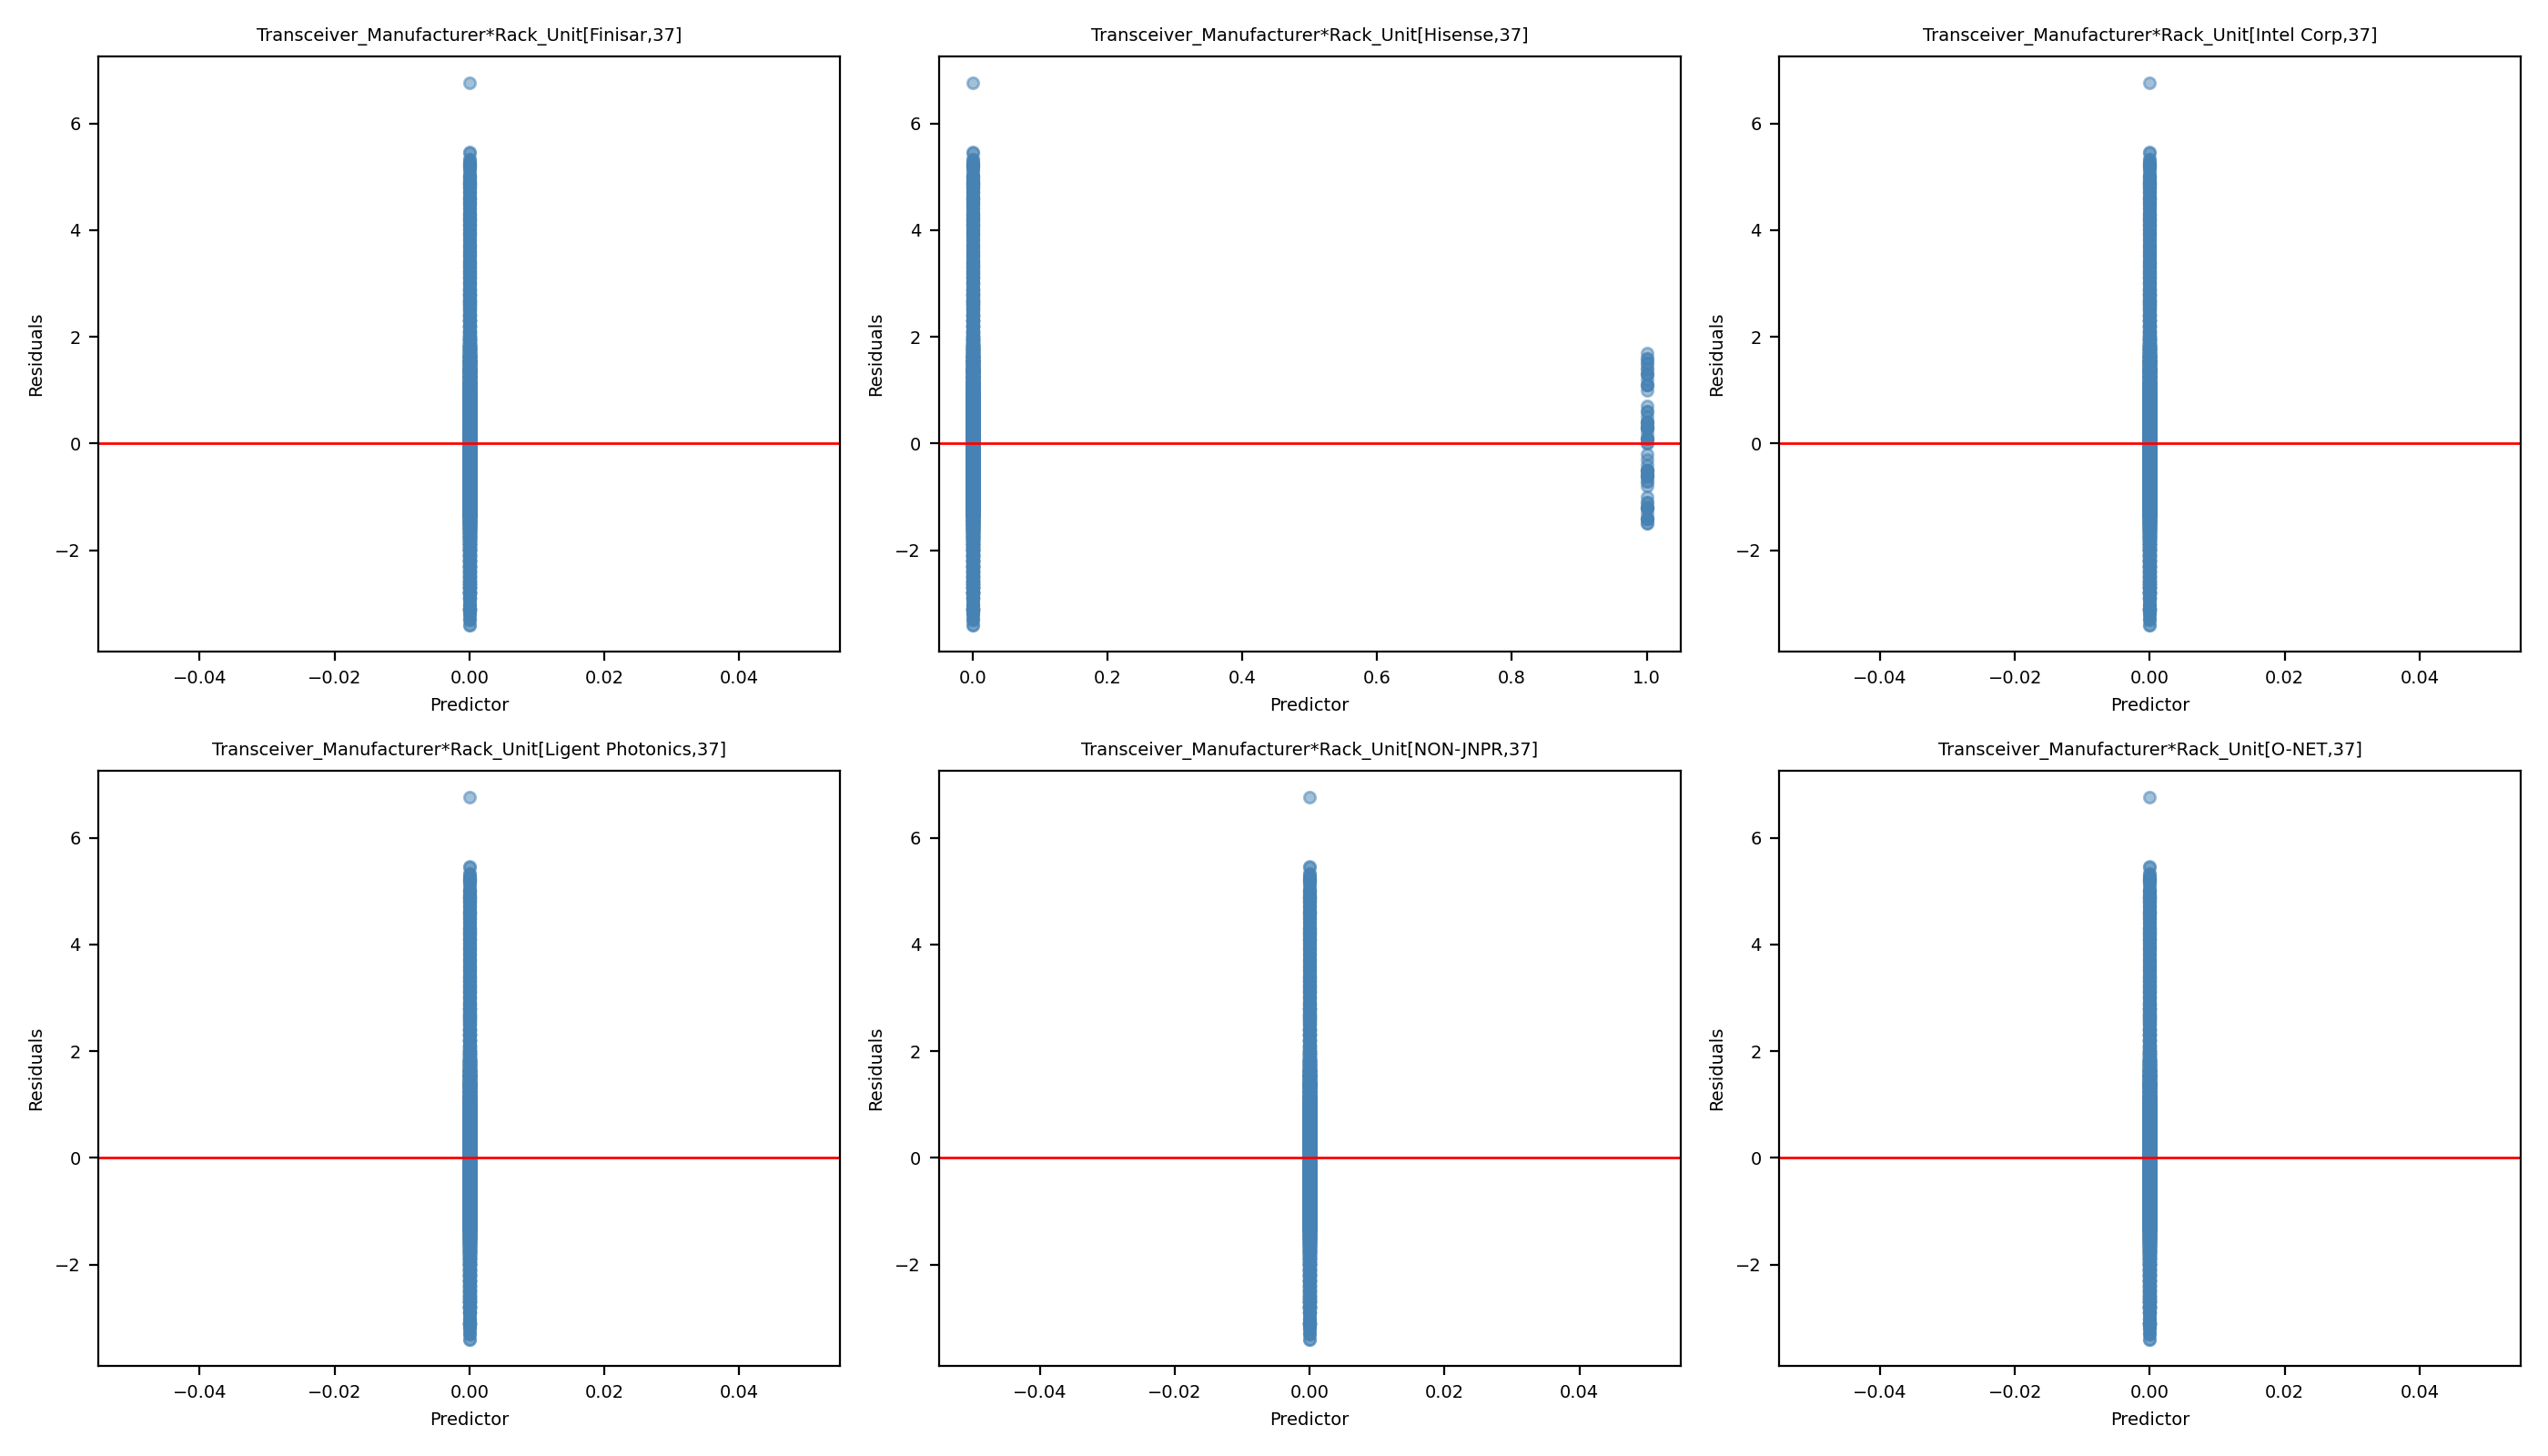 Transceiver_Manufacturer*Rack_Unit[Finisar,37]
6
4
2
0
−2
Residuals
−0.04 −0.02 0.00 0.02 0.04
Predictor
Transceiver_Manufacturer*Rack_Unit[Hisense,37]
6
4
2
0
−2
Residuals
0.0 0.2 0.4 0.6 0.8 1.0
Predictor
Transceiver_Manufacturer*Rack_Unit[Intel Corp,37]
6
4
2
0
−2
Residuals
−0.04 −0.02 0.00 0.02 0.04
Predictor
Transceiver_Manufacturer*Rack_Unit[Ligent Photonics,37]
6
4
2
0
−2
Residuals
−0.04 −0.02 0.00 0.02 0.04
Predictor
Transceiver_Manufacturer*Rack_Unit[NON-JNPR,37]
6
4
2
0
−2
Residuals
−0.04 −0.02 0.00 0.02 0.04
Predictor
Transceiver_Manufacturer*Rack_Unit[O-NET,37]
6
4
2
0
−2
Residuals
−0.04 −0.02 0.00 0.02 0.04
Predictor